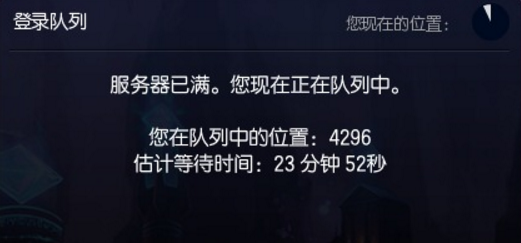 登录队列
您现在的位置：
服务器已满。您现在正在队列中。
您在队列中的位置：4296
估计等待时间：23 分钟 52秒